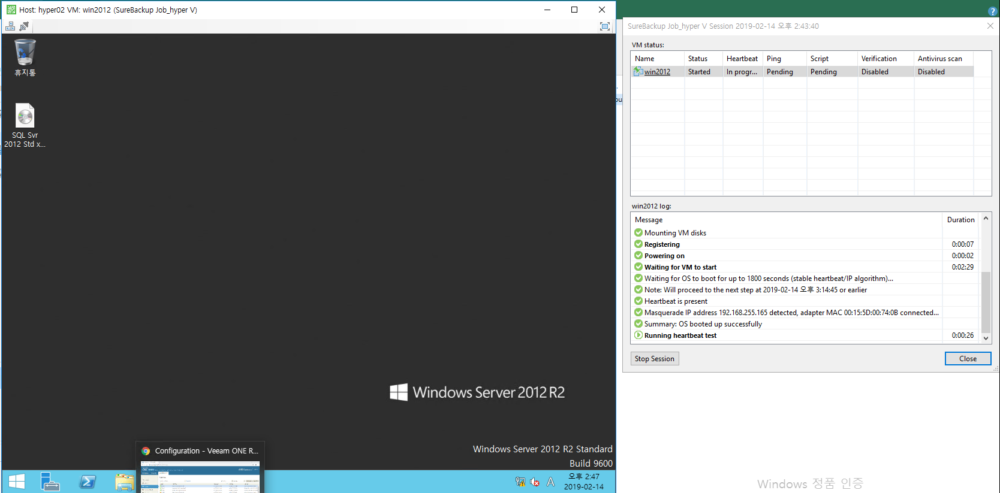 Host: hyper02 VM: win2012 (SureBackup Job_hyper V)
휴지통
SQL Svr
2012 Std x...
Windows Server 2012 R2
Windows Server 2012 R2 Standard
Build 9600
Configuration - Veeam ONE R...
A
오후 2:47
2019-02-14
?
SureBackup Job_hyper V Session 2019-02-14 오후 2:43:40
VM status:
Name Status Heartbeat Ping Script Verification Antivirus scan
win2012 Started In progr... Pending Pending Disabled Disabled
ou
win2012 log:
Message Duration
Mounting VM disks
Registering 0:00:07
Powering on 0:00:02
Waiting for VM to start 0:02:29
Waiting for OS to boot for up to 1800 seconds (stable heartbeat/IP algorithm)...
Note: Will proceed to the next step at 2019-02-14 오후 3:14:45 or earlier
Heartbeat is present
Masquerade IP address 192.168.255.165 detected, adapter MAC 00:15:5D:00:74:0B connected...
Summary: OS booted up successfully
Running heartbeat test 0:00:26
Stop Session Close
Windows 정품 인증